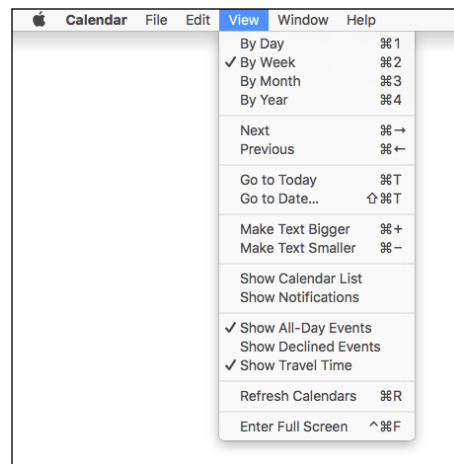 Calendar File Edit View Window Help
By Day ⌘1
✓ By Week ⌘2
By Month ⌘3
By Year ⌘4
Next ⌘→
Previous ⌘←
Go to Today ⌘T
Go to Date... ⇧⌘T
Make Text Bigger ⌘+
Make Text Smaller ⌘−
Show Calendar List
Show Notifications
✓ Show All-Day Events
Show Declined Events
✓ Show Travel Time
Refresh Calendars ⌘R
Enter Full Screen ^⌘F